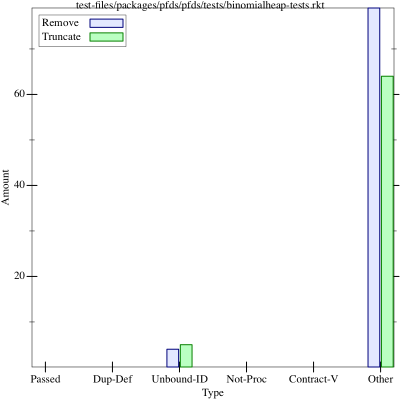 test-files/packages/pfds/pfds/tests/binomialheap-tests.rkt
Remove
Truncate
60
40
20
Amount
Passed Dup-Def Unbound-ID Not-Proc Contract-V Other
Type